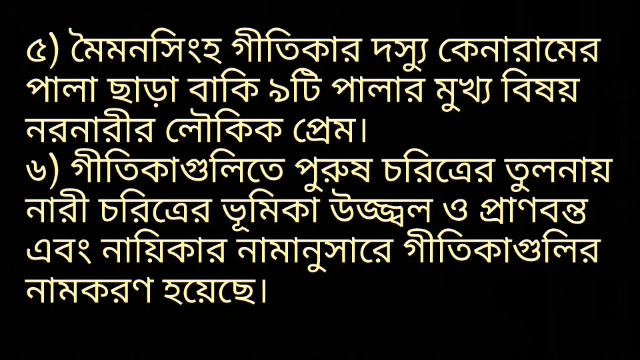 ৫) মৈমনসিংহ গীতিকার দস্যু কেনারামের
পালা ছাড়া বাকি ৯টি পালার মুখ্য বিষয়
নরনারীর লৌকিক প্রেম।
৬) গীতিকাগুলিতে পুরুষ চরিত্রের তুলনায়
নারী চরিত্রের ভূমিকা উজ্জ্বল ও প্রাণবন্ত
এবং নায়িকার নামানুসারে গীতিকাগুলির
নামকরণ হয়েছে।